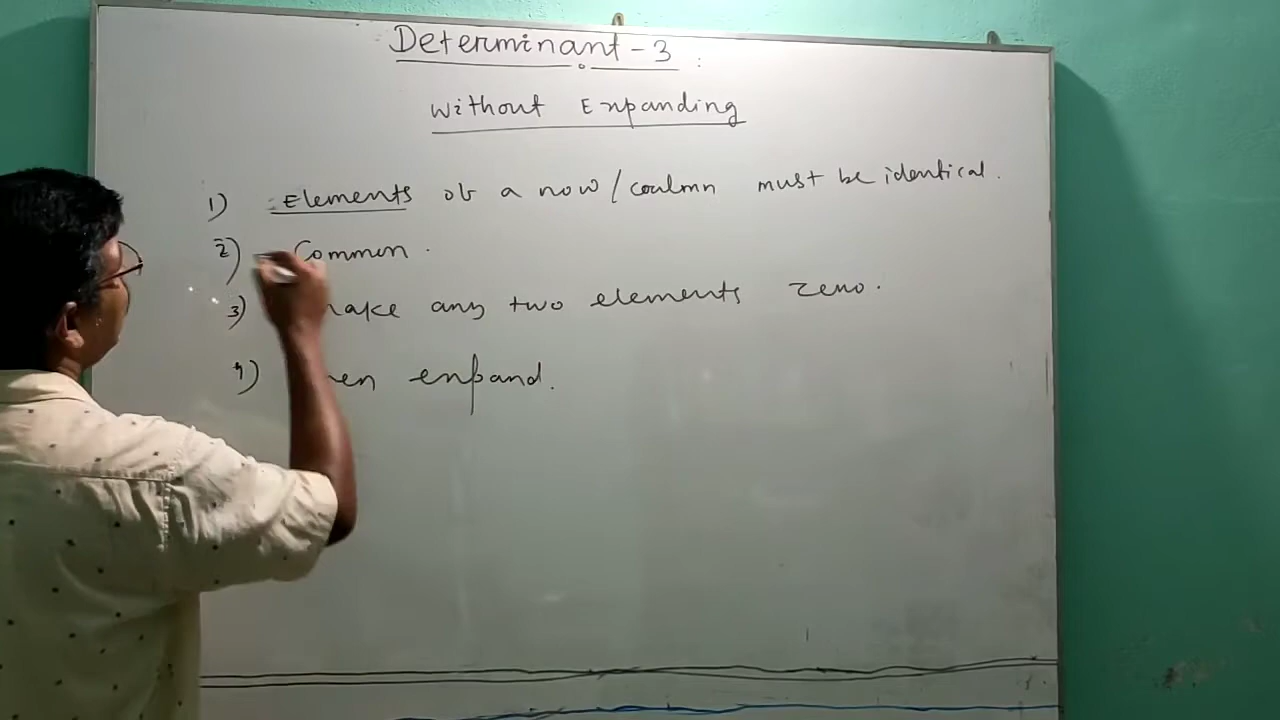 Determinant - 3
Without Expanding
1) Elements of a row / coulmn must be identical.
2) Common.
3) make any two elements zero.
4) expand.